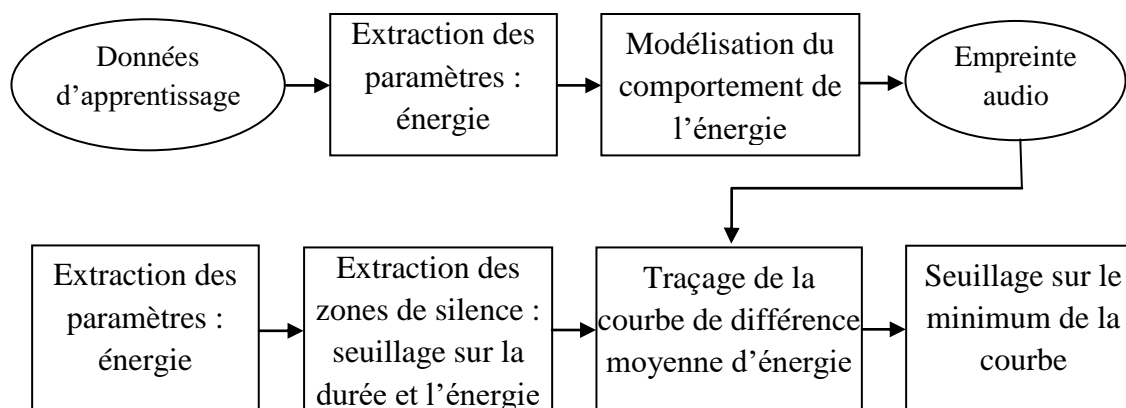 Données
d’apprentissage
Extraction des
paramètres :
énergie
Modélisation du
comportement de
l’énergie
Empreinte
audio
Extraction des
paramètres :
énergie
Extraction des
zones de silence :
seuillage sur la
durée et l’énergie
Traçage de la
courbe de différence
moyenne d’énergie
Seuillage sur le
minimum de la
courbe